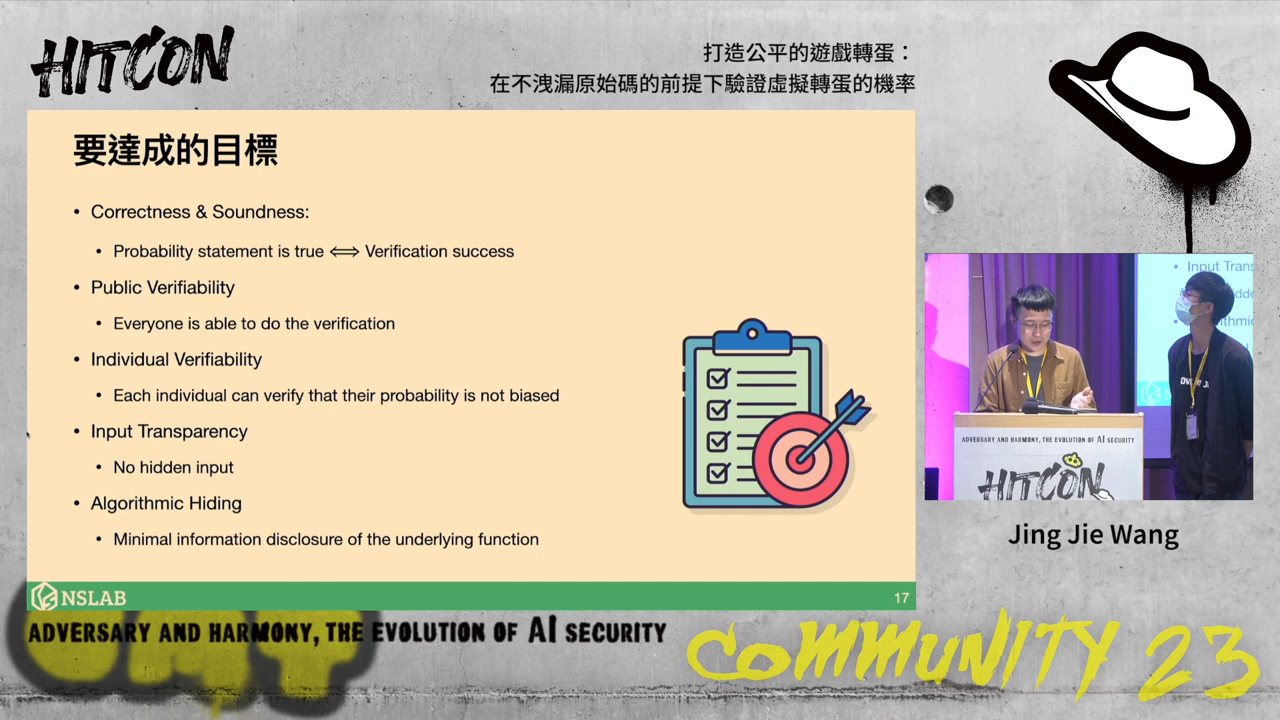 HITCON
打造公平的遊戲轉蛋：
在不洩漏原始碼的前提下驗證虛擬轉蛋的機率
要達成的目標
• Correctness & Soundness:
• Probability statement is true ⟺ Verification success
• Public Verifiability
• Everyone is able to do the verification
• Individual Verifiability
• Each individual can verify that their probability is not biased
• Input Transparency
• No hidden input
• Algorithmic Hiding
• Minimal information disclosure of the underlying function
NSLAB
17
• Input Trans
ADVERSARY AND HARMONY, THE EVOLUTION OF AI SECURITY
HITCON
Jing Jie Wang
ADVERSARY AND HARMONY, THE EVOLUTION OF AI SECURITY
COMMUNITY 23